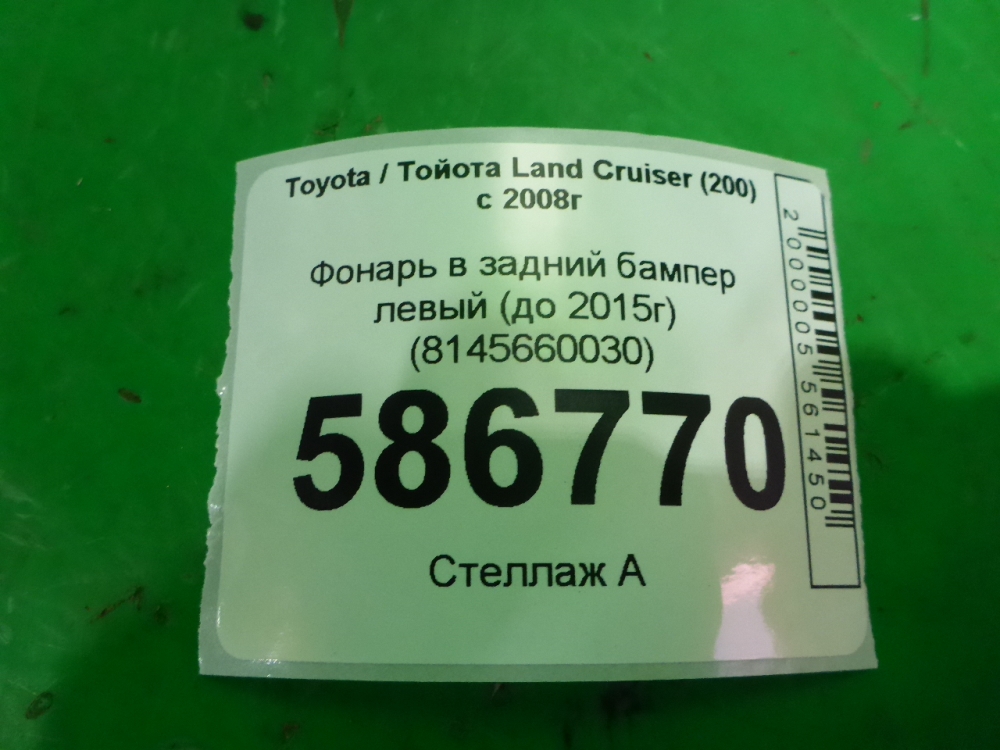 Toyota / Тойота Land Cruiser (200)
с 2008г
Фонарь в задний бампер
левый (до 2015г)
(8145660030)
586770
Стеллаж А
2000005561450